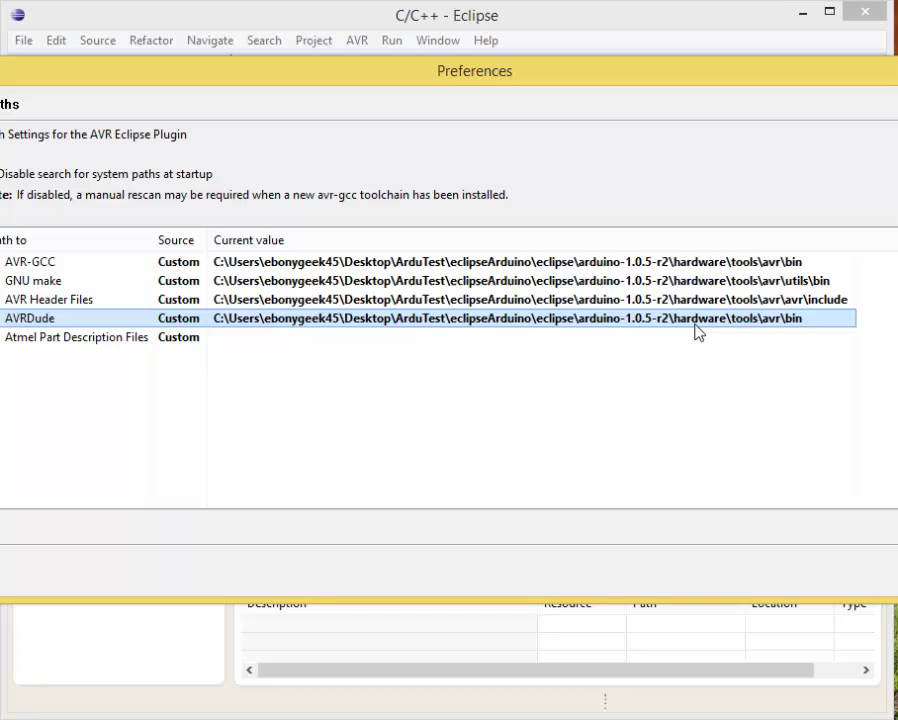 C/C++ - Eclipse
File Edit Source Refactor Navigate Search Project AVR Run Window Help
Preferences
ths
h Settings for the AVR Eclipse Plugin
Disable search for system paths at startup
te: If disabled, a manual rescan may be required when a new avr-gcc toolchain has been installed.
th to Source Current value
AVR-GCC Custom C:\Users\ebonygeek45\Desktop\ArduTest\eclipseArduino\eclipse\arduino-1.0.5-r2\hardware\tools\avr\bin
GNU make Custom C:\Users\ebonygeek45\Desktop\ArduTest\eclipseArduino\eclipse\arduino-1.0.5-r2\hardware\tools\avr\utils\bin
AVR Header Files Custom C:\Users\ebonygeek45\Desktop\ArduTest\eclipseArduino\eclipse\arduino-1.0.5-r2\hardware\tools\avr\avr\include
AVRDude Custom C:\Users\ebonygeek45\Desktop\ArduTest\eclipseArduino\eclipse\arduino-1.0.5-r2\hardware\tools\avr\bin
Atmel Part Description Files Custom
Description Resource Path Location Type